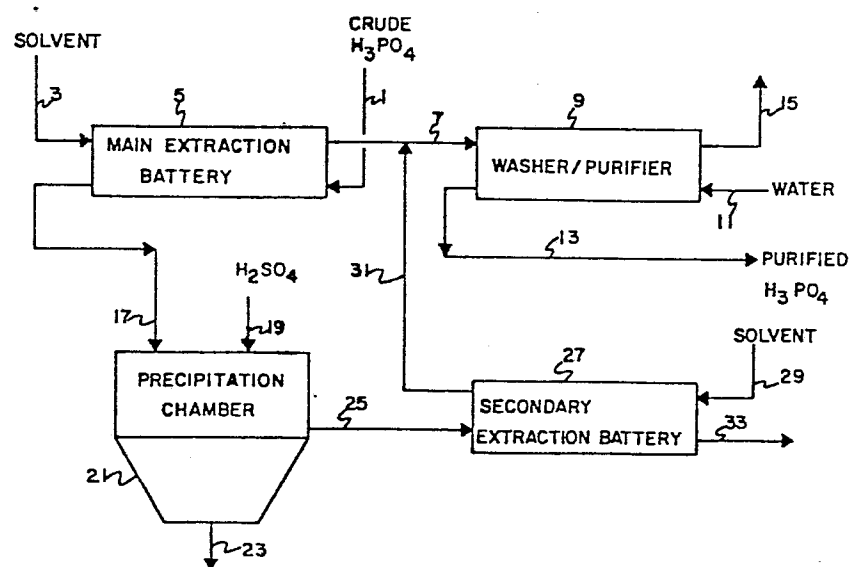 SOLVENT
3
5
MAIN EXTRACTION
BATTERY
CRUDE
H₃PO₄
1
7
9
WASHER/PURIFIER
15
WATER
11
13
PURIFIED
H₃PO₄
31
H₂SO₄
17
19
PRECIPITATION
CHAMBER
21
23
25
27
SECONDARY
EXTRACTION BATTERY
SOLVENT
29
33